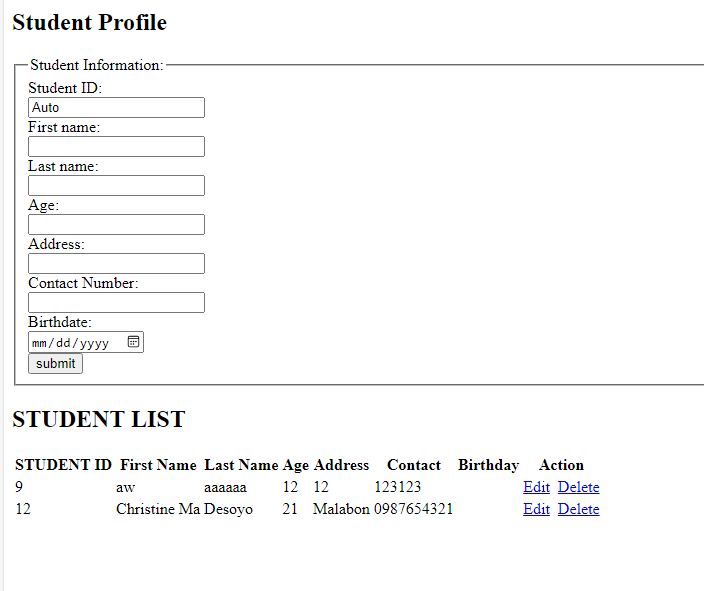 Student Profile
Student Information:
Student ID:
Auto
First name:
Last name:
Age:
Address:
Contact Number:
Birthdate:
mm/dd/yyyy
submit
STUDENT LIST
STUDENT ID First Name Last Name Age Address Contact Birthday Action
9 aw aaaaaa 12 12 123123 Edit Delete
12 Christine Ma Desoyo 21 Malabon 0987654321 Edit Delete